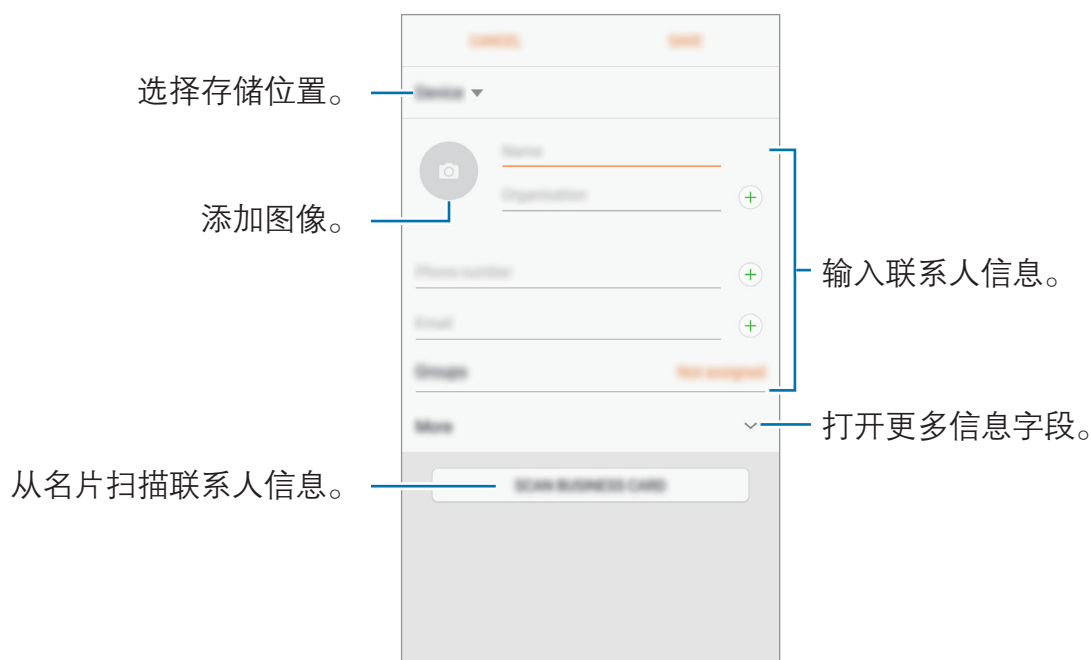 CANCEL
SAVE
选择存储位置。
Device
Name
添加图像。
Organisation
输入联系人信息。
Phone number
Email
Groups
Not assigned
More
打开更多信息字段。
从名片扫描联系人信息。
SCAN BUSINESS CARD